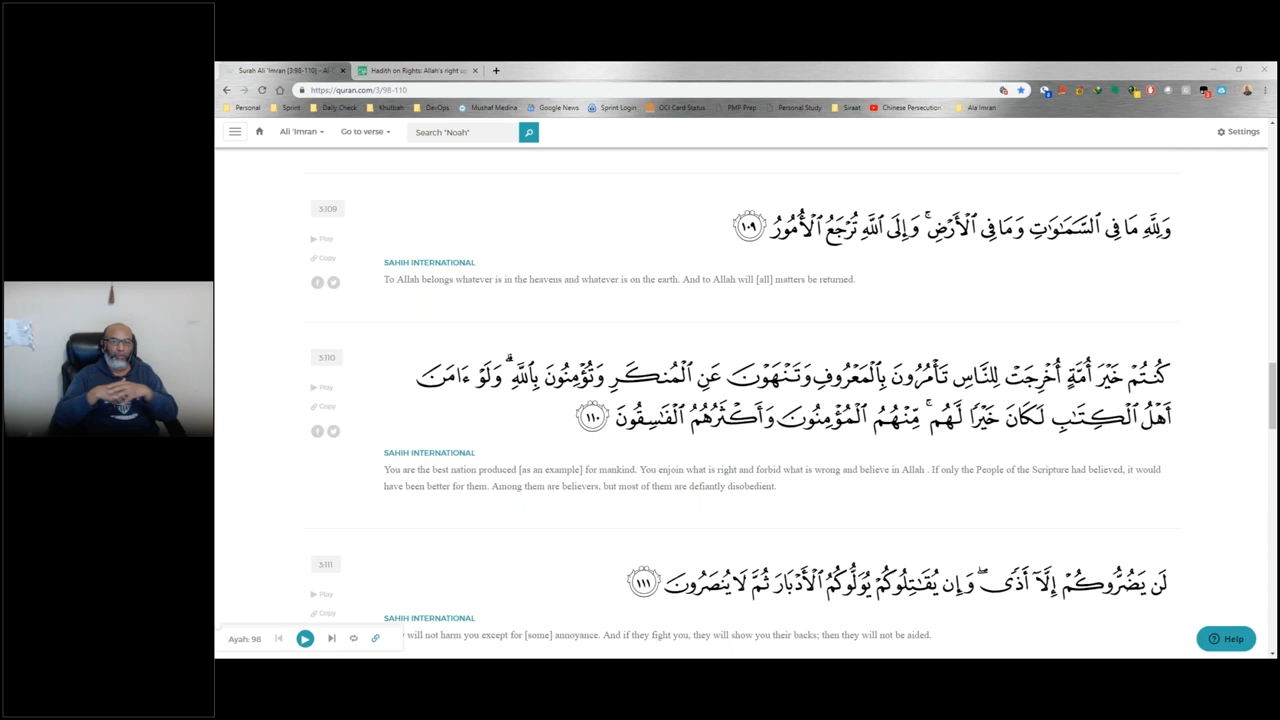 Surah Ali 'Imran [3:98-110] - Al-
Hadith on Rights: Allah's right u
https://quran.com/3/98-110
Personal Sprint Daily Check Khutbah DevOps Mushaf Medina Google News Sprint Login OCI Card Status... PMP Prep Personal Study Siraat Chinese Persecution Ala Imran
Ali 'Imran Go to verse Search "Noah" Settings
3:109
وَلِلَّهِ مَا فِى ٱلسَّمَـٰوَٰتِ وَمَا فِى ٱلْأَرْضِ ۚ وَإِلَى ٱللَّهِ تُرْجَعُ ٱلْأُمُورُ ١٠٩
Play
Copy
SAHIH INTERNATIONAL
To Allah belongs whatever is in the heavens and whatever is on the earth. And to Allah will [all] matters be returned.
3:110
كُنتُمْ خَيْرَ أُمَّةٍ أُخْرِجَتْ لِلنَّاسِ تَأْمُرُونَ بِٱلْمَعْرُوفِ وَتَنْهَوْنَ عَنِ ٱلْمُنكَرِ وَتُؤْمِنُونَ بِٱللَّهِ ۗ وَلَوْ ءَامَنَ
أَهْلُ ٱلْكِتَـٰبِ لَكَانَ خَيْرًا لَّهُم ۚ مِّنْهُمُ ٱلْمُؤْمِنُونَ وَأَكْثَرُهُمُ ٱلْفَـٰسِقُونَ ١١٠
Play
Copy
SAHIH INTERNATIONAL
You are the best nation produced [as an example] for mankind. You enjoin what is right and forbid what is wrong and believe in Allah . If only the People of the Scripture had believed, it would
have been better for them. Among them are believers, but most of them are defiantly disobedient.
3:111
لَن يَضُرُّوكُمْ إِلَّآ أَذًى ۖ وَإِن يُقَـٰتِلُوكُمْ يُوَلُّوكُمُ ٱلْأَدْبَارَ ثُمَّ لَا يُنصَرُونَ ١١١
Play
Copy
SAHIH INTERNATIONAL
will not harm you except for [some] annoyance. And if they fight you, they will show you their backs; then they will not be aided.
Ayah: 98
Help